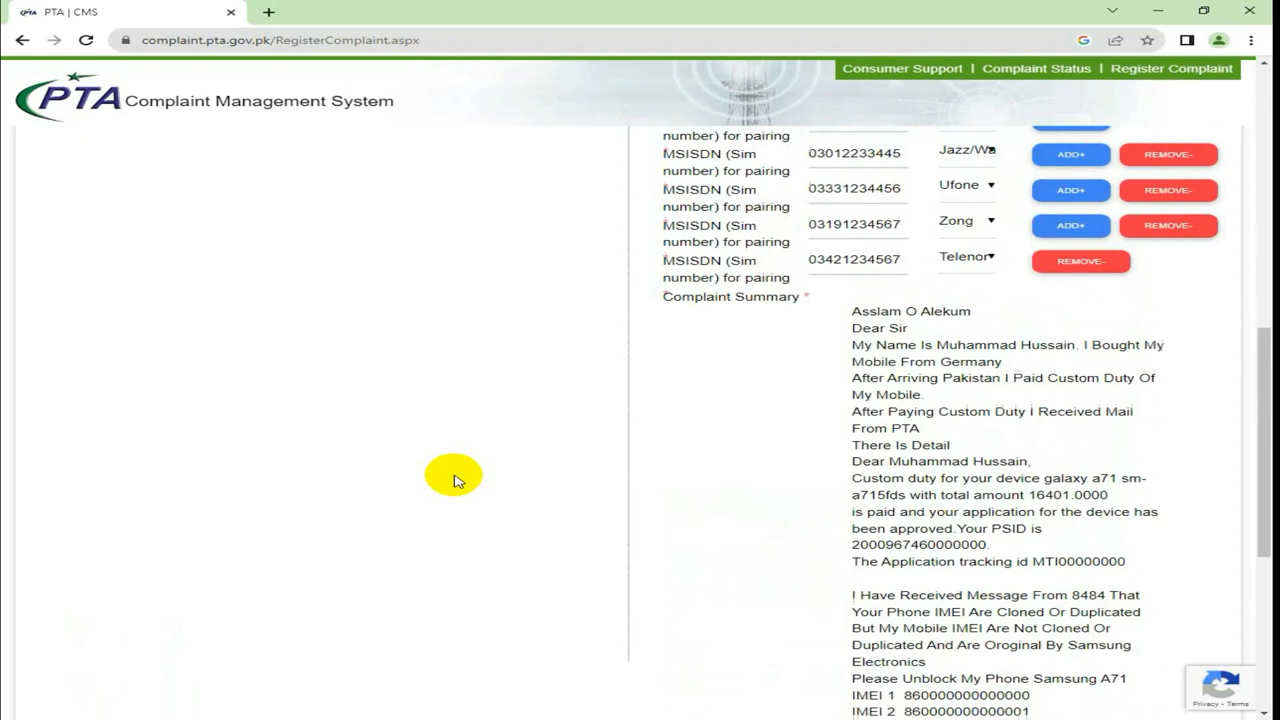 PTA | CMS
complaint.pta.gov.pk/RegisterComplaint.aspx
Consumer Support | Complaint Status | Register Complaint
PTA Complaint Management System
number) for pairing
MSISDN (Sim 03012233445 Jazz/Wa ADD+ REMOVE-
number) for pairing
MSISDN (Sim 03331234456 Ufone ADD+ REMOVE-
number) for pairing
MSISDN (Sim 03191234567 Zong ADD+ REMOVE-
number) for pairing
MSISDN (Sim 03421234567 Telenor REMOVE-
number) for pairing
Complaint Summary *
Asslam O Alekum
Dear Sir
My Name Is Muhammad Hussain. I Bought My
Mobile From Germany
After Arriving Pakistan I Paid Custom Duty Of
My Mobile.
After Paying Custom Duty I Received Mail
From PTA
There Is Detail
Dear Muhammad Hussain,
Custom duty for your device galaxy a71 sm-
a715fds with total amount 16401.0000
is paid and your application for the device has
been approved.Your PSID is
2000967460000000.
The Application tracking id MTI00000000
I Have Received Message From 8484 That
Your Phone IMEI Are Cloned Or Duplicated
But My Mobile IMEI Are Not Cloned Or
Duplicated And Are Oroginal By Samsung
Electronics
Please Unblock My Phone Samsung A71
IMEI 1 860000000000000
IMEI 2 860000000000001
Privacy - Terms